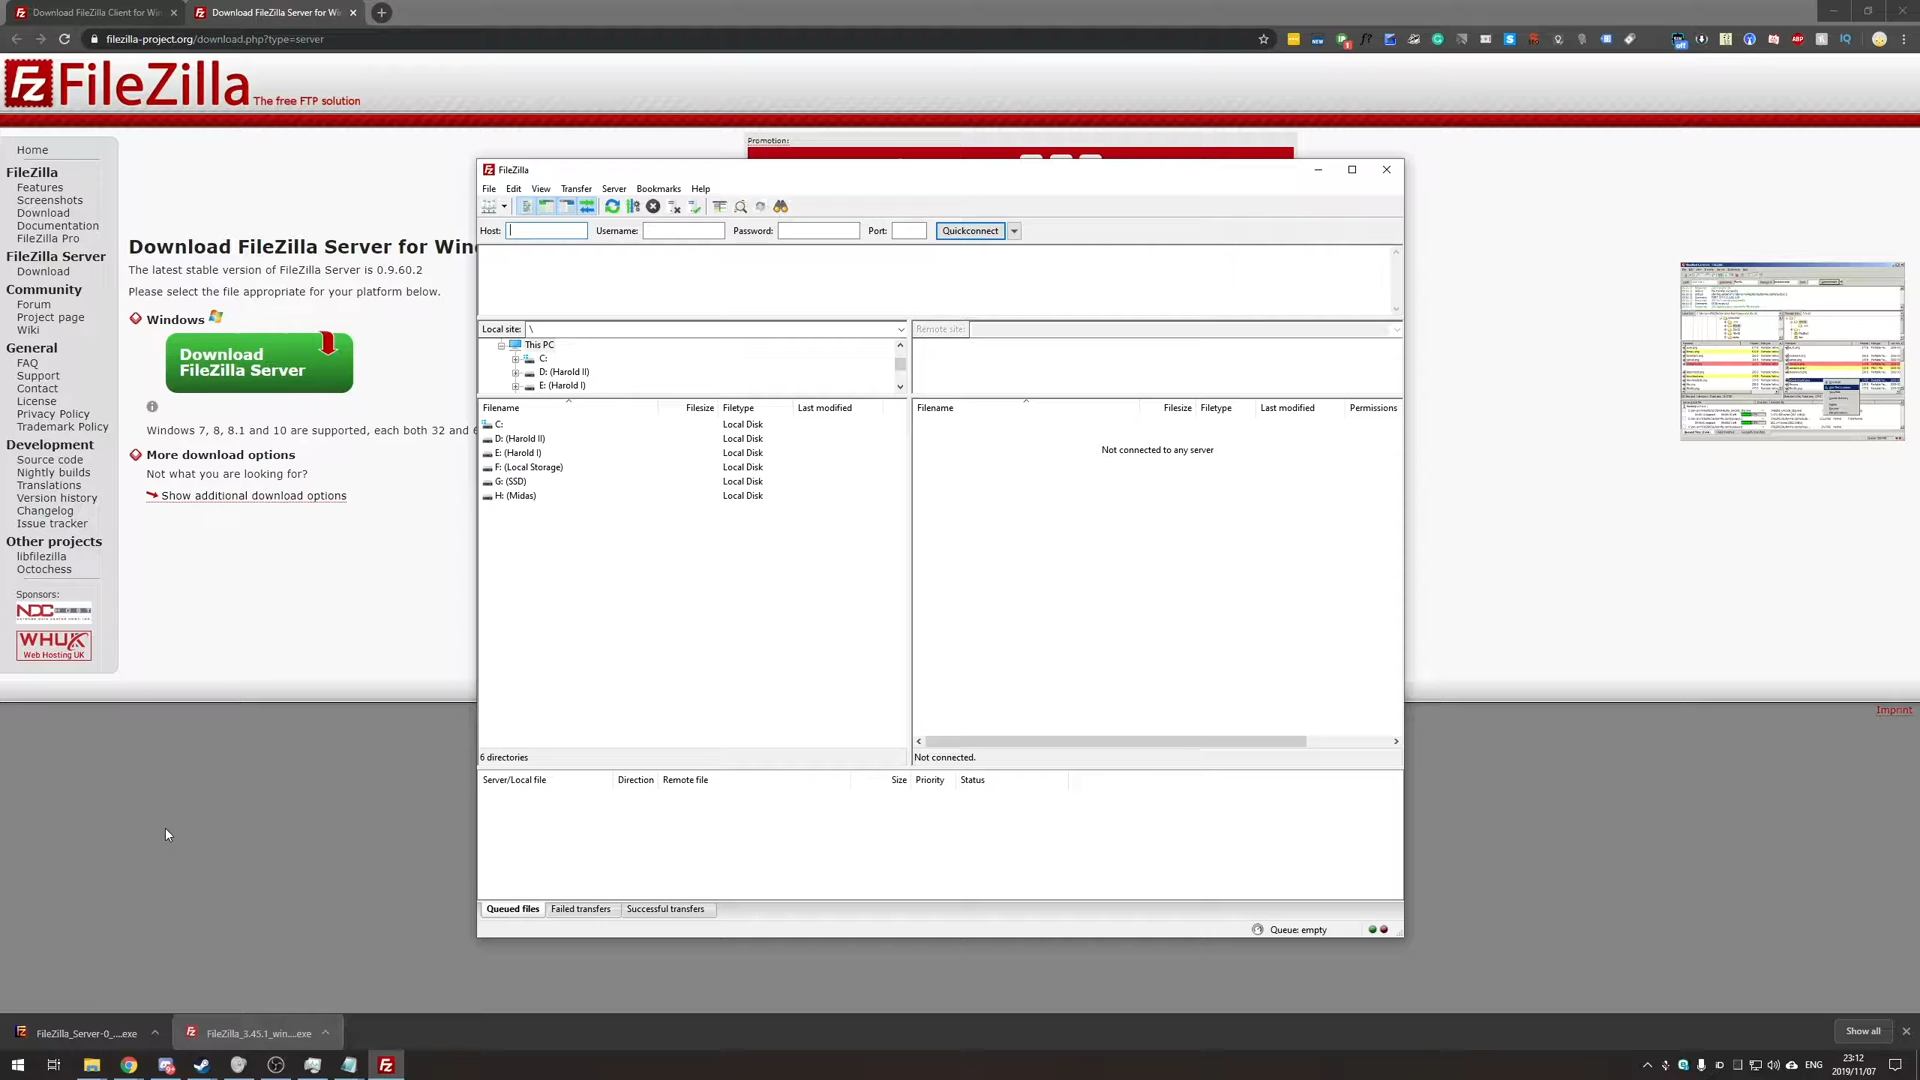 Download FileZilla Client for Win
Download FileZilla Server for Wi
filezilla-project.org/download.php?type=server
FileZilla The free FTP solution
Home
FileZilla
Features
Screenshots
Download
Documentation
FileZilla Pro
FileZilla Server
Download
Community
Forum
Project page
Wiki
General
FAQ
Support
Contact
License
Privacy Policy
Trademark Policy
Development
Source code
Nightly builds
Translations
Version history
Changelog
Issue tracker
Other projects
libfilezilla
Octochess
Sponsors:
NDC HOST
WHUK
Web Hosting UK
Download FileZilla Server for Win
The latest stable version of FileZilla Server is 0.9.60.2
Please select the file appropriate for your platform below.
Windows
Download
FileZilla Server
Windows 7, 8, 8.1 and 10 are supported, each both 32 and 6
More download options
Not what you are looking for?
Show additional download options
Promotion:
FileZilla
File Edit View Transfer Server Bookmarks Help
Host: Username: Password: Port: Quickconnect
Local site: \
This PC
C:
D: (Harold II)
E: (Harold I)
Filename Filesize Filetype Last modified
C: Local Disk
D: (Harold II) Local Disk
E: (Harold I) Local Disk
F: (Local Storage) Local Disk
G: (SSD) Local Disk
H: (Midas) Local Disk
6 directories
Remote site:
Filename Filesize Filetype Last modified Permissions
Not connected to any server
Not connected.
Server/Local file Direction Remote file Size Priority Status
Queued files Failed transfers Successful transfers
Queue: empty
Imprint
FileZilla_Server-0_....exe
FileZilla_3.45.1_win....exe
Show all
ENG
23:12
2019/11/07